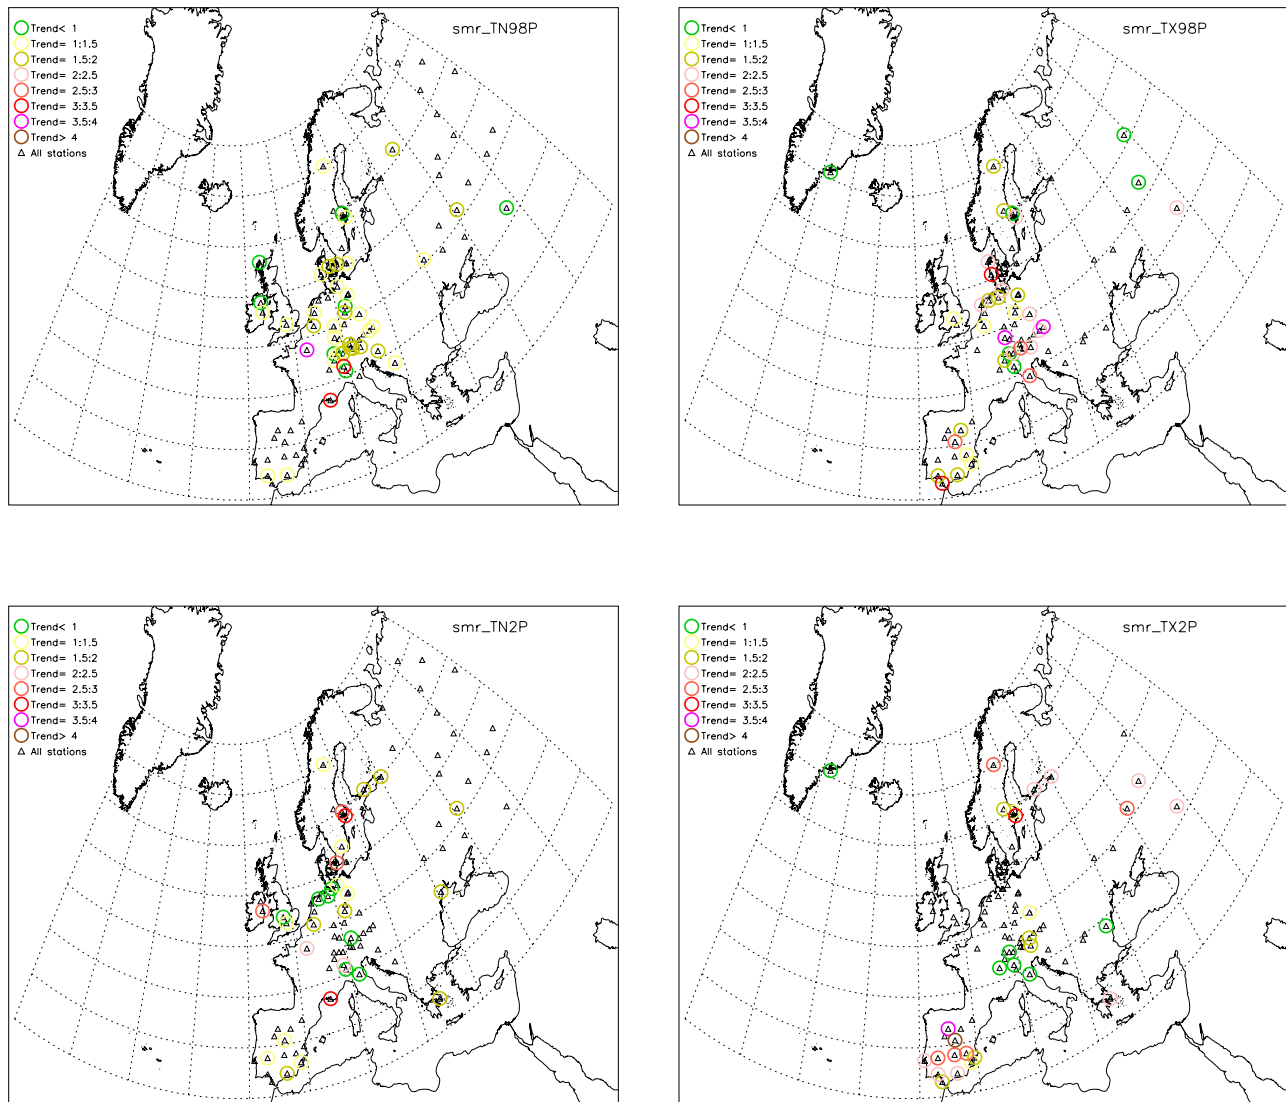 smr_TN98P
Trend< 1
Trend= 1:1.5
Trend= 1.5:2
Trend= 2:2.5
Trend= 2.5:3
Trend= 3:3.5
Trend= 3.5:4
Trend> 4
All stations
smr_TX98P
Trend< 1
Trend= 1:1.5
Trend= 1.5:2
Trend= 2:2.5
Trend= 2.5:3
Trend= 3:3.5
Trend= 3.5:4
Trend> 4
All stations
smr_TN2P
Trend< 1
Trend= 1:1.5
Trend= 1.5:2
Trend= 2:2.5
Trend= 2.5:3
Trend= 3:3.5
Trend= 3.5:4
Trend> 4
All stations
smr_TX2P
Trend< 1
Trend= 1:1.5
Trend= 1.5:2
Trend= 2:2.5
Trend= 2.5:3
Trend= 3:3.5
Trend= 3.5:4
Trend> 4
All stations